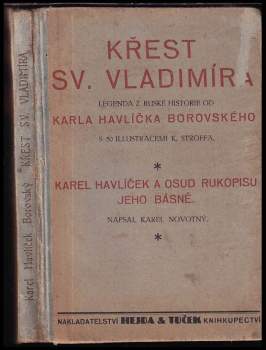 Karel Havlíček Borovský KŘEST SV. VLADIMÍRA
KŘEST
SV. VLADIMÍRA
LEGENDA Z RUSKÉ HISTORIE OD
KARLA HAVLÍČKA BOROVSKÉHO
S 50 ILLUSTRACEMI K. STROFFA.
*
KAREL HAVLÍČEK A OSUD RUKOPISU
JEHO BÁSNĚ.
NAPSAL KAREL NOVOTNÝ.
*
NAKLADATELSTVÍ HEJDA & TUČEK KNIHKUPECTVÍ